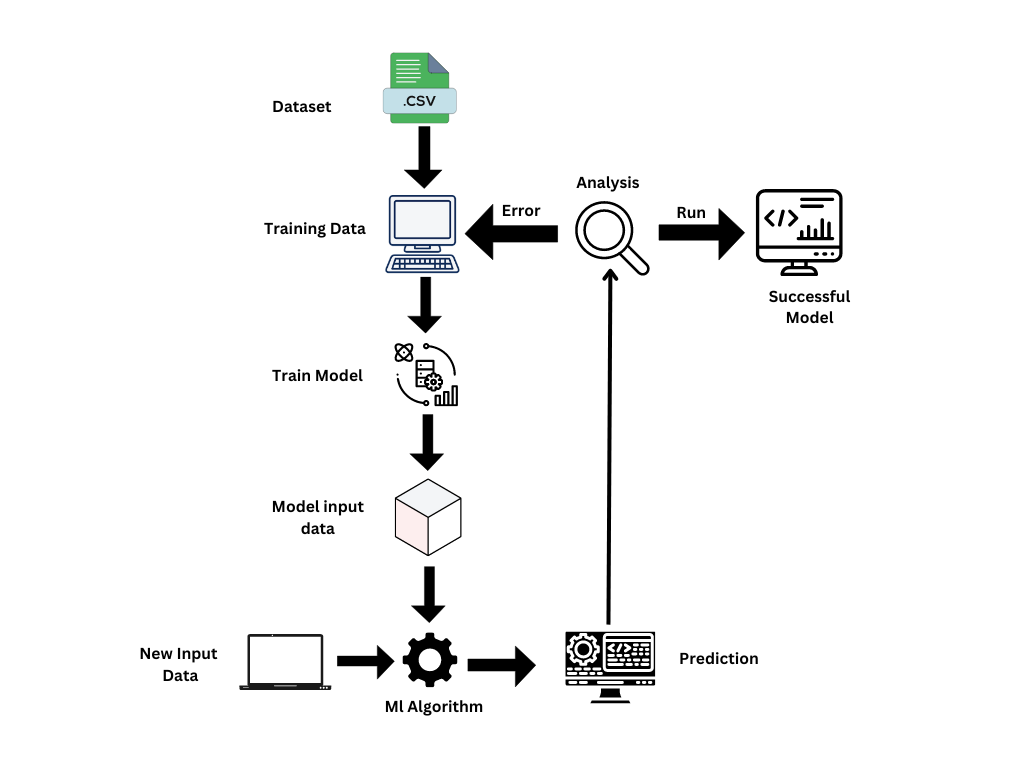 Dataset
.CSV
Analysis
Training Data
Error
Run
Successful
Model
Train Model
Model input
data
New Input
Data
Prediction
Ml Algorithm